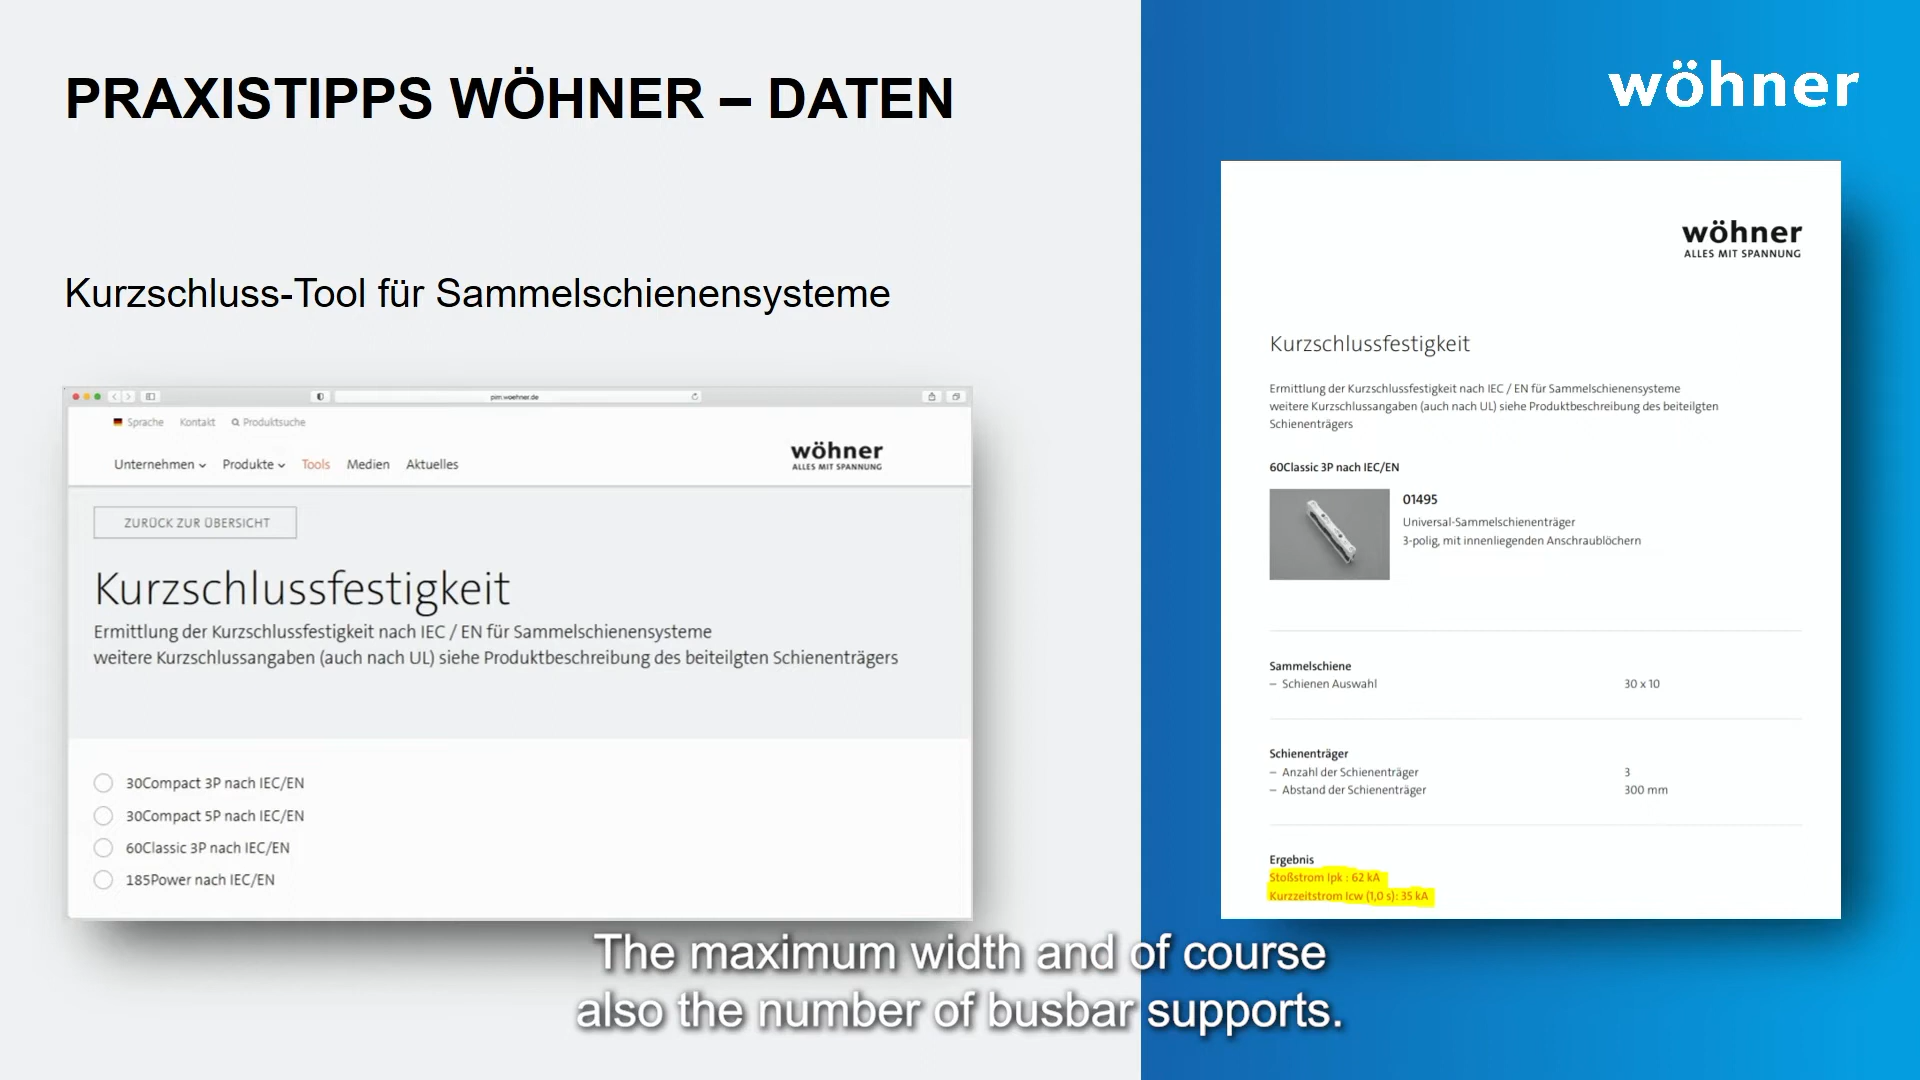 PRAXISTIPPS WÖHNER – DATEN
wöhner
Kurzschluss-Tool für Sammelschienensysteme
pim.woehner.de
Sprache Kontakt Produktsuche
wöhner
ALLES MIT SPANNUNG
Unternehmen Produkte Tools Medien Aktuelles
ZURÜCK ZUR ÜBERSICHT
Kurzschlussfestigkeit
Ermittlung der Kurzschlussfestigkeit nach IEC / EN für Sammelschienensysteme
weitere Kurzschlussangaben (auch nach UL) siehe Produktbeschreibung des beiteilgten Schienenträgers
30Compact 3P nach IEC/EN
30Compact 5P nach IEC/EN
60Classic 3P nach IEC/EN
185Power nach IEC/EN
wöhner
ALLES MIT SPANNUNG
Kurzschlussfestigkeit
Ermittlung der Kurzschlussfestigkeit nach IEC / EN für Sammelschienensysteme
weitere Kurzschlussangaben (auch nach UL) siehe Produktbeschreibung des beiteilgten
Schienenträgers
60Classic 3P nach IEC/EN
01495
Universal-Sammelschienenträger
3-polig, mit innenliegenden Anschraublöchern
Sammelschiene
– Schienen Auswahl 30 x 10
Schienenträger
– Anzahl der Schienenträger 3
– Abstand der Schienenträger 300 mm
Ergebnis
Stoßstrom Ipk : 62 kA
Kurzzeitstrom Icw (1,0 s): 35 kA
The maximum width and of course
also the number of busbar supports.